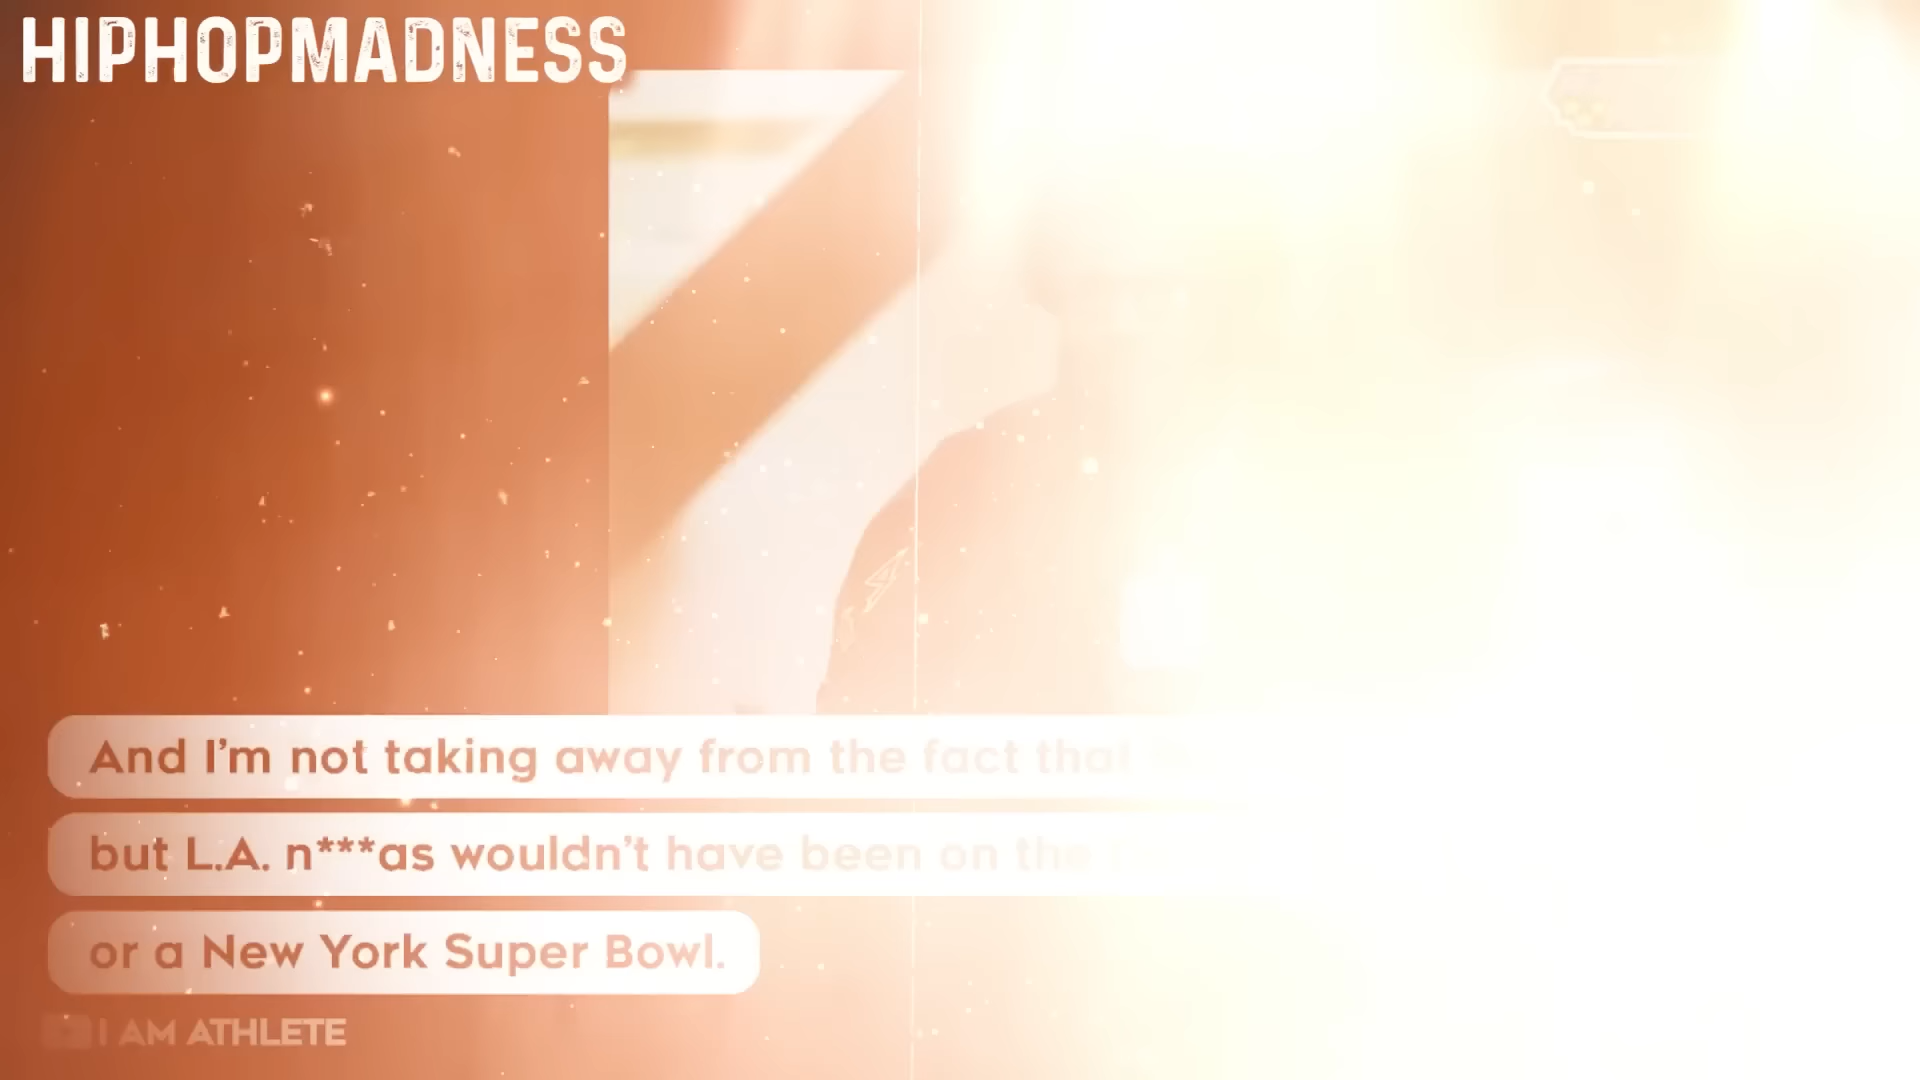 HIPHOPMADNESS
And I'm not taking away from the fact that
but L.A. n***as wouldn't have been on the
or a New York Super Bowl.
I AM ATHLETE